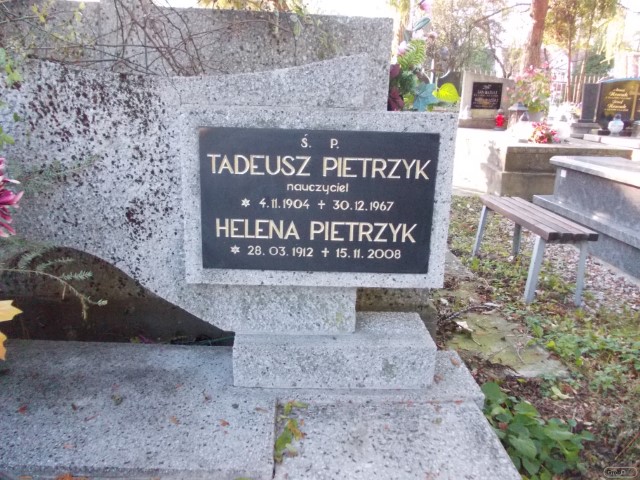 Ś. P.
TADEUSZ PIETRZYK
nauczyciel
* 4.11.1904 + 30.12.1967
HELENA PIETRZYK
* 28.03.1912 + 15.11.2008